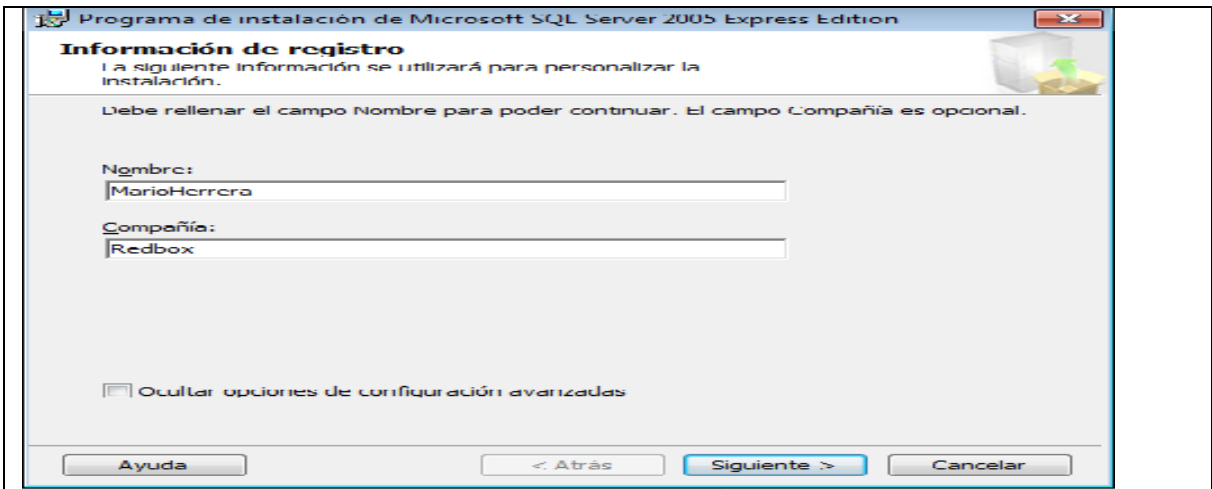 Programa de instalación de Microsoft SQL Server 2005 Express Edition
Información de registro
La siguiente información se utilizará para personalizar la
instalación.
Debe rellenar el campo Nombre para poder continuar. El campo Compañía es opcional.
Nombre:
MarioHerrera
Compañía:
Redbox
Ocultar opciones de configuración avanzadas
Ayuda
< Atrás
Siguiente >
Cancelar